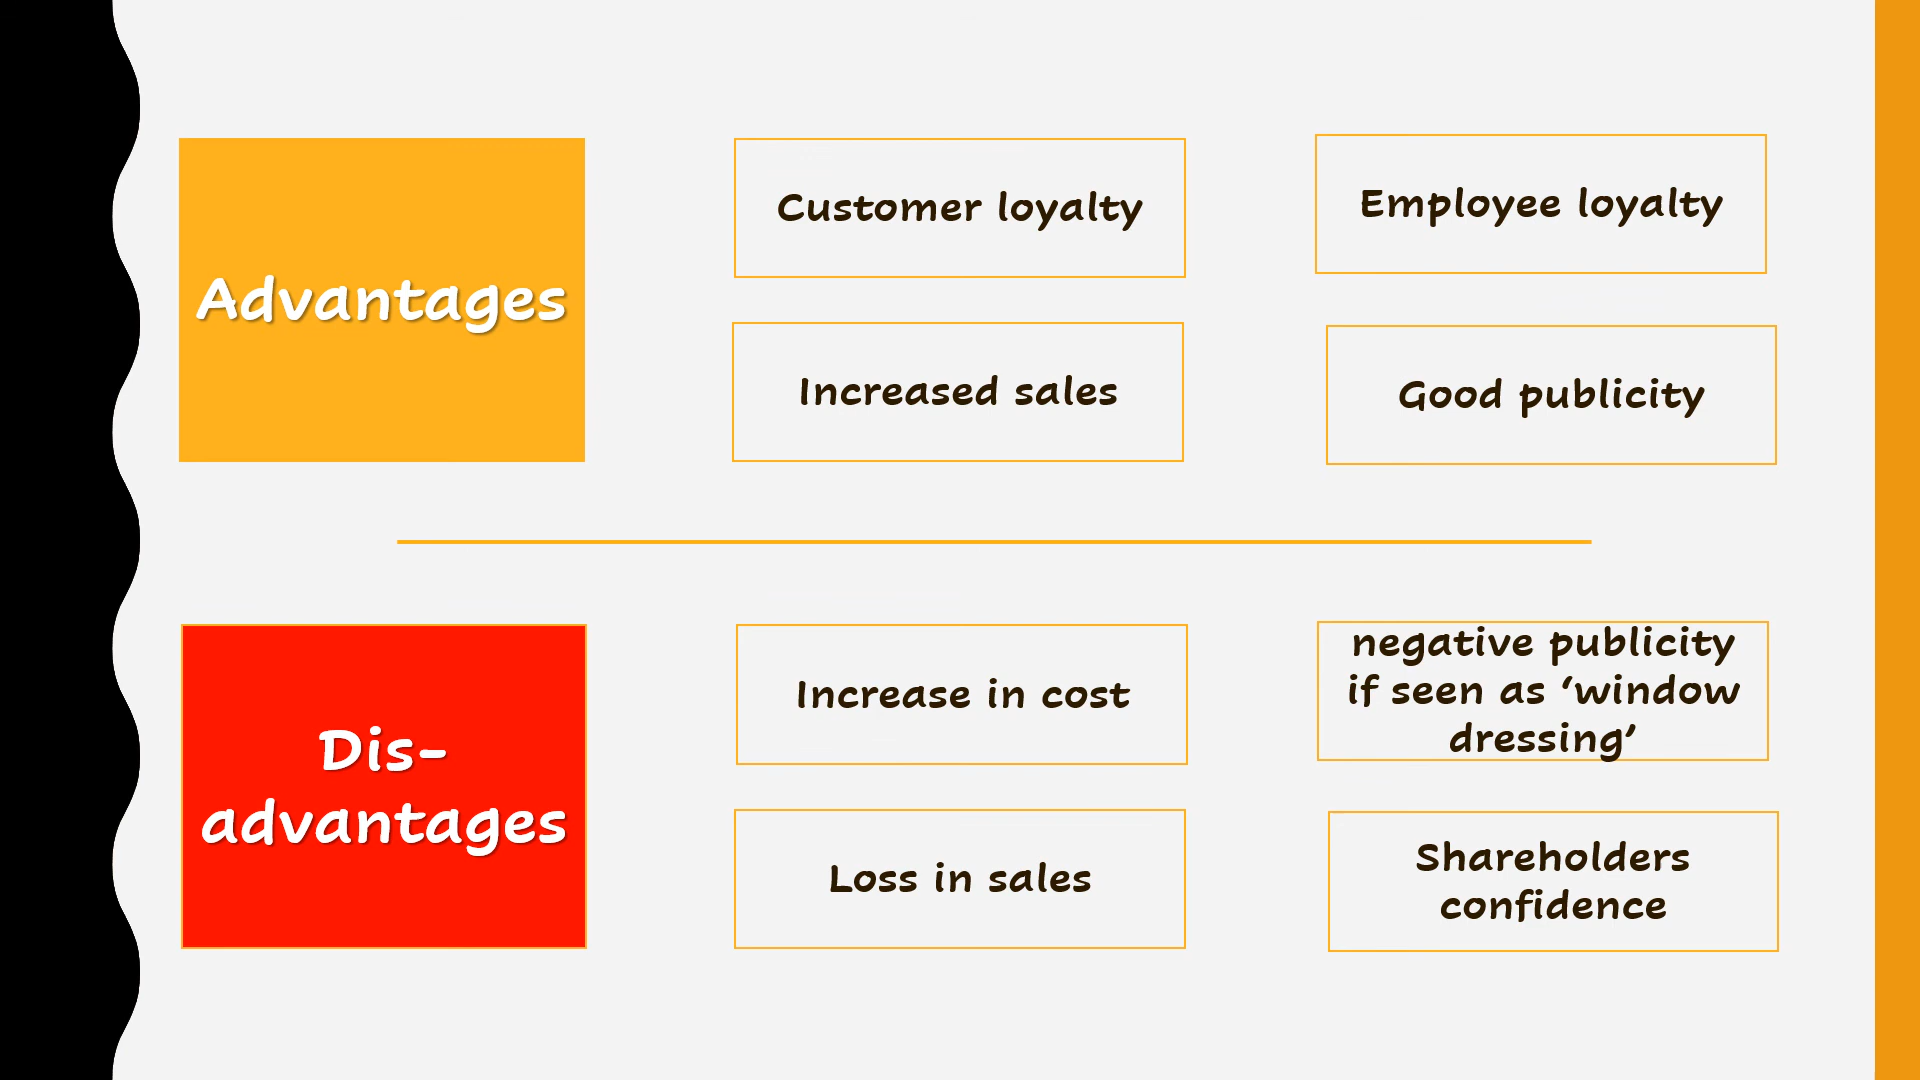 Advantages
Customer loyalty
Employee loyalty
Increased sales
Good publicity
Dis-
advantages
Increase in cost
negative publicity
if seen as ‘window
dressing’
Loss in sales
Shareholders
confidence